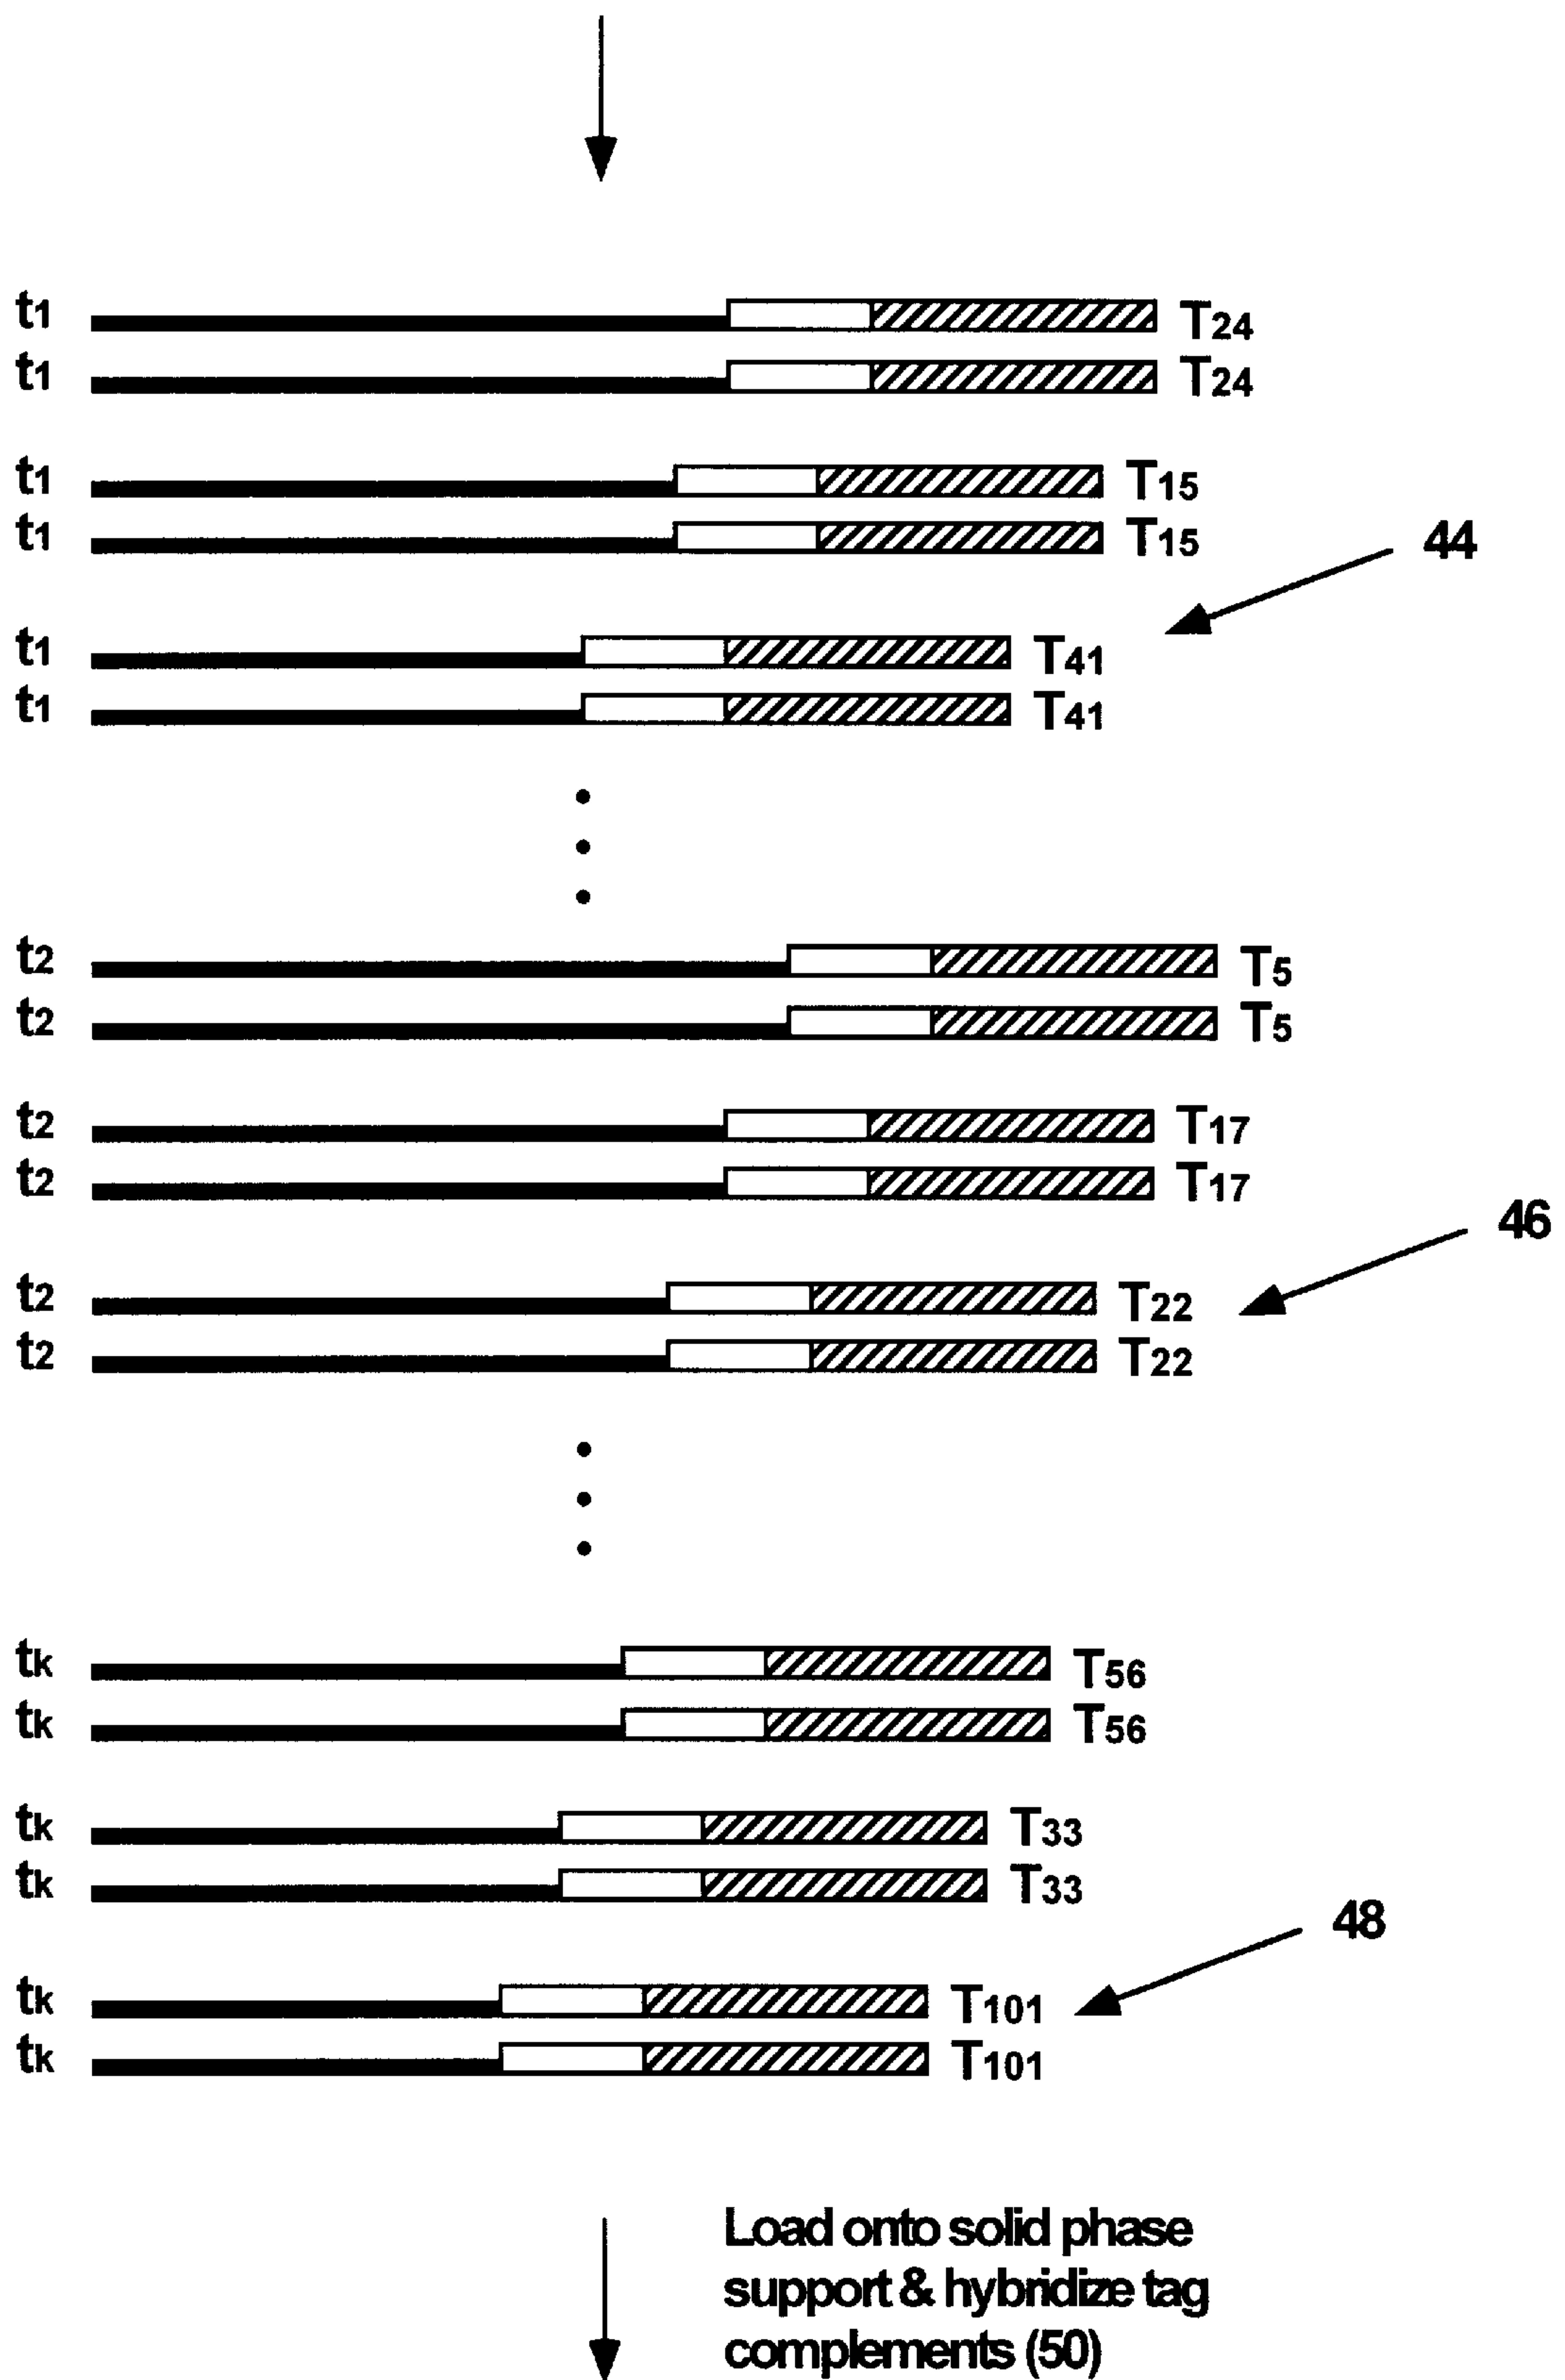 t1 T24
t1 T24
t1 T15
t1 T15
44
t1 T41
t1 T41
t2 T5
t2 T5
t2 T17
t2 T17
46
t2 T22
t2 T22
tk T56
tk T56
tk T33
tk T33
48
tk T101
tk T101
Load onto solid phase
support & hybridize tag
complements (50)